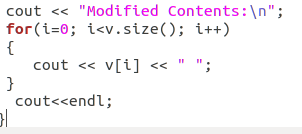 cout << "Modified Contents:\n";
for(i=0; i<v.size(); i++)
{
cout << v[i] << " ";
}
cout<<endl;
}